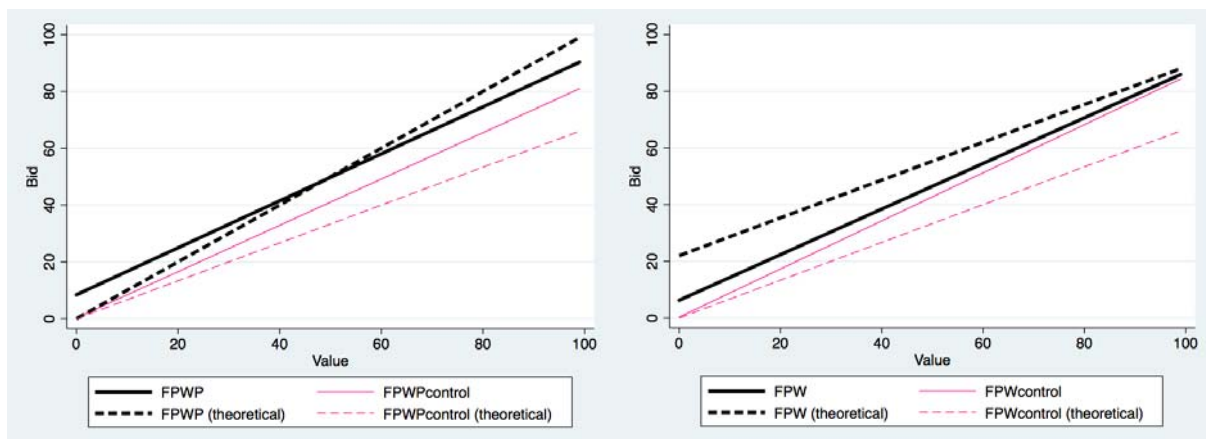 100
80
60
40
20
0
Bid
0 20 40 60 80 100
Value
FPWP FPWPcontrol
FPWP (theoretical) FPWPcontrol (theoretical)
100
80
60
40
20
0
Bid
0 20 40 60 80 100
Value
FPW FPWcontrol
FPW (theoretical) FPWcontrol (theoretical)